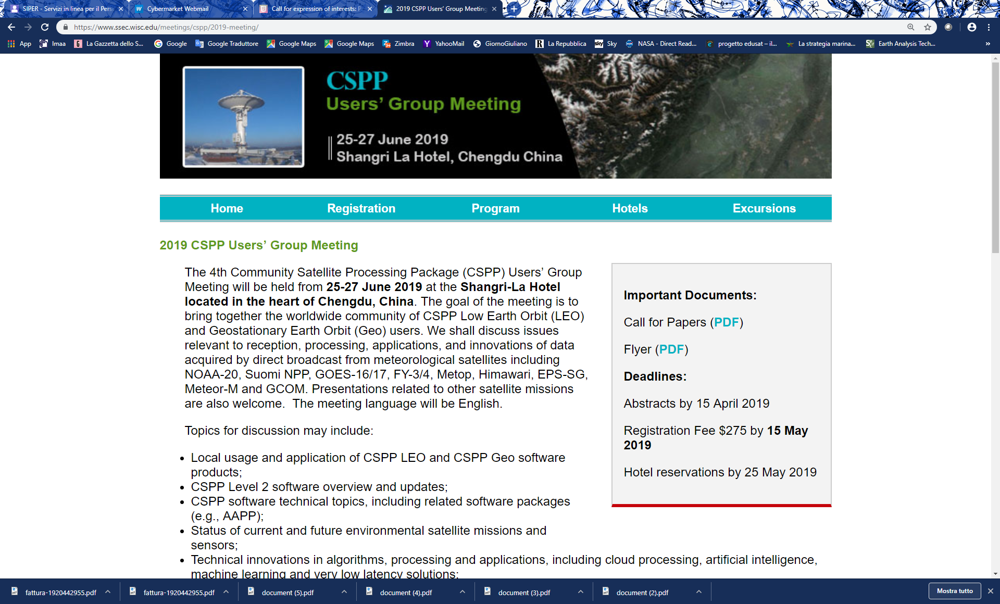 SIPER - Servizi in linea per il Pers
Cybermarket Webmail
Call for expression of interests: P
2019 CSPP Users’ Group Meeting
https://www.ssec.wisc.edu/meetings/cspp/2019-meeting/
App
Imaa
La Gazzetta dello S...
Google
Google Traduttore
Google Maps
Google Maps
Zimbra
YahooMail
GiornoGiuliano
La Repubblica
Sky
NASA - Direct Read...
progetto edusat – il...
La strategia marina...
Earth Analysis Tech...
CSPP
Users’ Group Meeting
25-27 June 2019
Shangri La Hotel, Chengdu China
Home
Registration
Program
Hotels
Excursions
2019 CSPP Users’ Group Meeting
The 4th Community Satellite Processing Package (CSPP) Users’ Group
Meeting will be held from 25-27 June 2019 at the Shangri-La Hotel
located in the heart of Chengdu, China. The goal of the meeting is to
bring together the worldwide community of CSPP Low Earth Orbit (LEO)
and Geostationary Earth Orbit (Geo) users. We shall discuss issues
relevant to reception, processing, applications, and innovations of data
acquired by direct broadcast from meteorological satellites including
NOAA-20, Suomi NPP, GOES-16/17, FY-3/4, Metop, Himawari, EPS-SG,
Meteor-M and GCOM. Presentations related to other satellite missions
are also welcome.  The meeting language will be English.
Topics for discussion may include:
• Local usage and application of CSPP LEO and CSPP Geo software
products;
• CSPP Level 2 software overview and updates;
• CSPP software technical topics, including related software packages
(e.g., AAPP);
• Status of current and future environmental satellite missions and
sensors;
• Technical innovations in algorithms, processing and applications, including cloud processing, artificial intelligence,
machine learning and very low latency solutions;
Important Documents:
Call for Papers (PDF)
Flyer (PDF)
Deadlines:
Abstracts by 15 April 2019
Registration Fee $275 by 15 May
2019
Hotel reservations by 25 May 2019
fattura-1920442955.pdf
fattura-1920442955.pdf
document (5).pdf
document (4).pdf
document (3).pdf
document (2).pdf
Mostra tutto